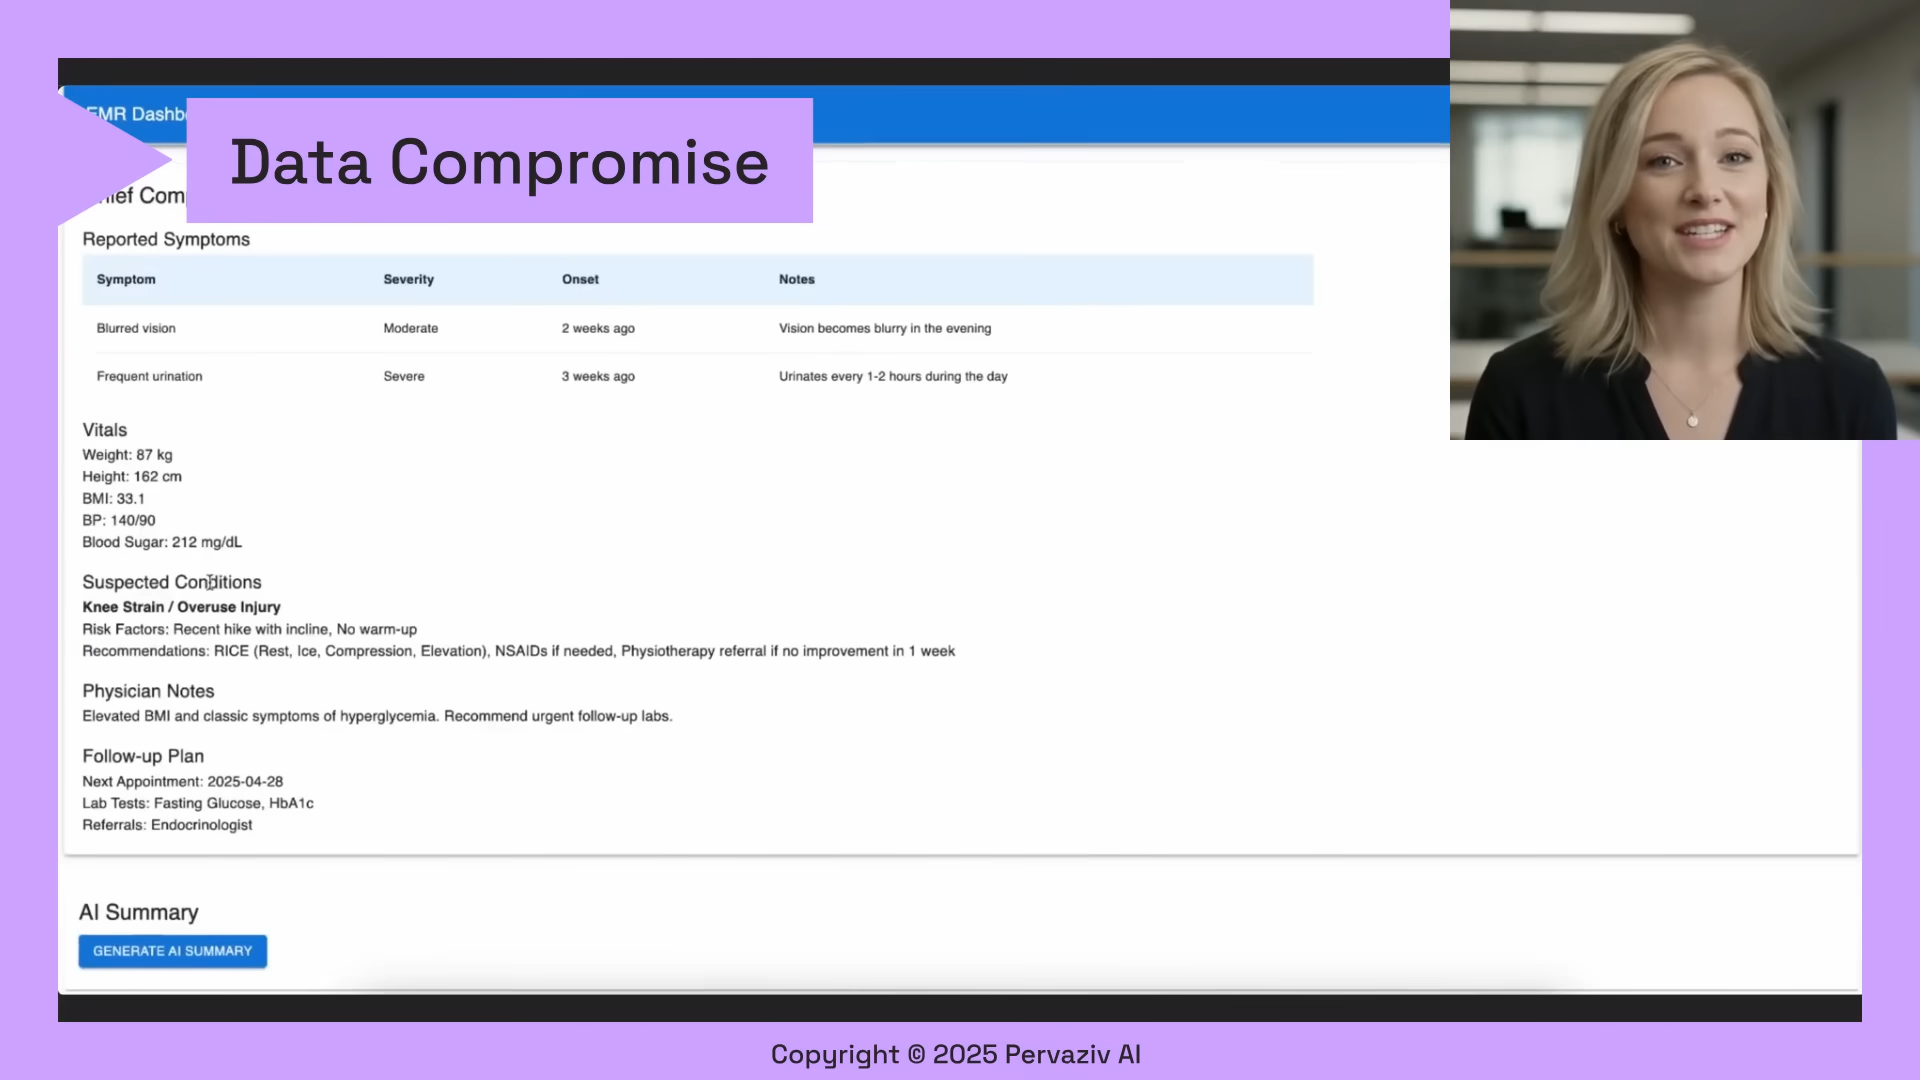 EMR Dashb
Data Compromise
ief Com
Reported Symptoms
Symptom Severity Onset Notes
Blurred vision Moderate 2 weeks ago Vision becomes blurry in the evening
Frequent urination Severe 3 weeks ago Urinates every 1-2 hours during the day
Vitals
Weight: 87 kg
Height: 162 cm
BMI: 33.1
BP: 140/90
Blood Sugar: 212 mg/dL
Suspected Conditions
Knee Strain / Overuse Injury
Risk Factors: Recent hike with incline, No warm-up
Recommendations: RICE (Rest, Ice, Compression, Elevation), NSAIDs if needed, Physiotherapy referral if no improvement in 1 week
Physician Notes
Elevated BMI and classic symptoms of hyperglycemia. Recommend urgent follow-up labs.
Follow-up Plan
Next Appointment: 2025-04-28
Lab Tests: Fasting Glucose, HbA1c
Referrals: Endocrinologist
AI Summary
GENERATE AI SUMMARY
Copyright © 2025 Pervaziv AI